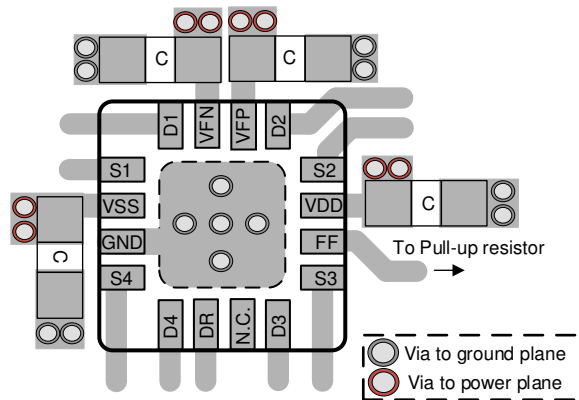 C
C
D1
VFN
VFP
D2
S1
S2
VSS
VDD
C
GND
FF
To Pull-up resistor
C
S4
S3
D4
DR
N.C.
D3
Via to ground plane
Via to power plane